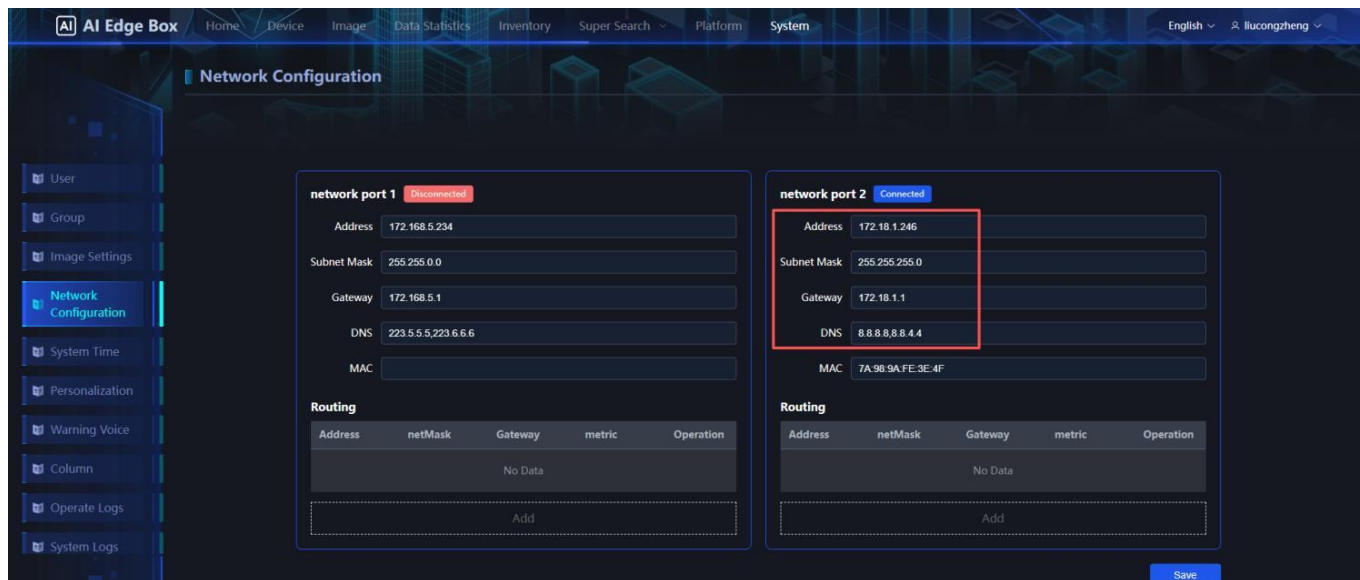 AI AI Edge Box Home Device Image Data Statistics Inventory Super Search Platform System English liucongzheng
Network Configuration
User
Group
Image Settings
Network
Configuration
System Time
Personalization
Warning Voice
Column
Operate Logs
System Logs
network port 1 Disconnected
Address 172.168.5.234
Subnet Mask 255.255.0.0
Gateway 172.168.5.1
DNS 223.5.5.5,223.6.6.6
MAC
Routing
Address netMask Gateway metric Operation
No Data
Add
network port 2 Connected
Address 172.18.1.246
Subnet Mask 255.255.255.0
Gateway 172.18.1.1
DNS 8.8.8.8,8.8.4.4
MAC 7A:98:9A:FE:3E:4F
Routing
Address netMask Gateway metric Operation
No Data
Add
Save